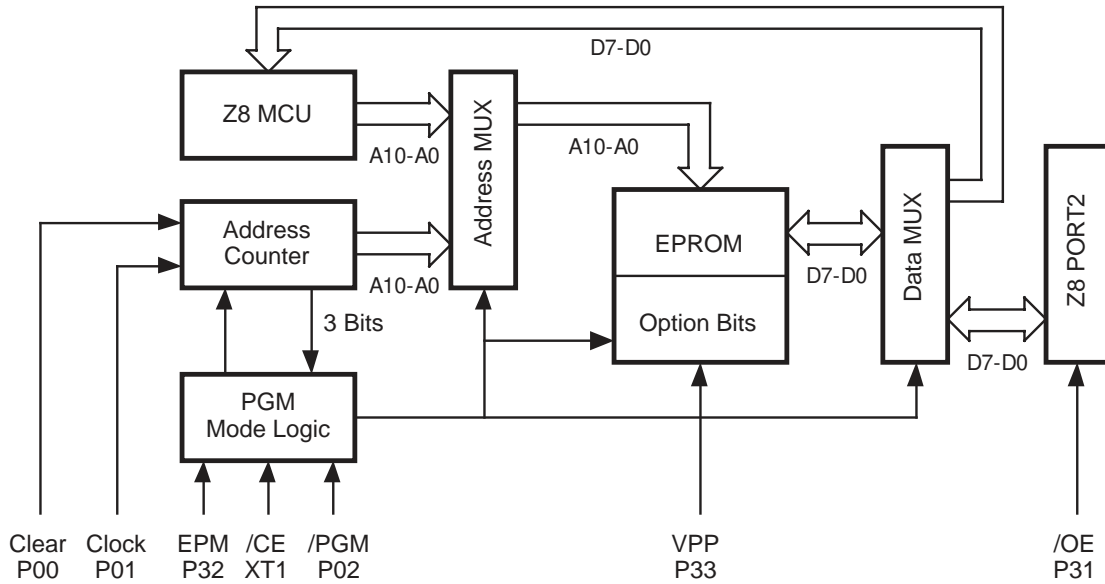 D7-D0
Z8 MCU
A10-A0
Address MUX
A10-A0
Address
Counter
A10-A0
3 Bits
PGM
Mode Logic
EPROM
Option Bits
D7-D0
Data MUX
D7-D0
Z8 PORT2
Clear
P00
Clock
P01
EPM
P32
/CE
XT1
/PGM
P02
VPP
P33
/OE
P31